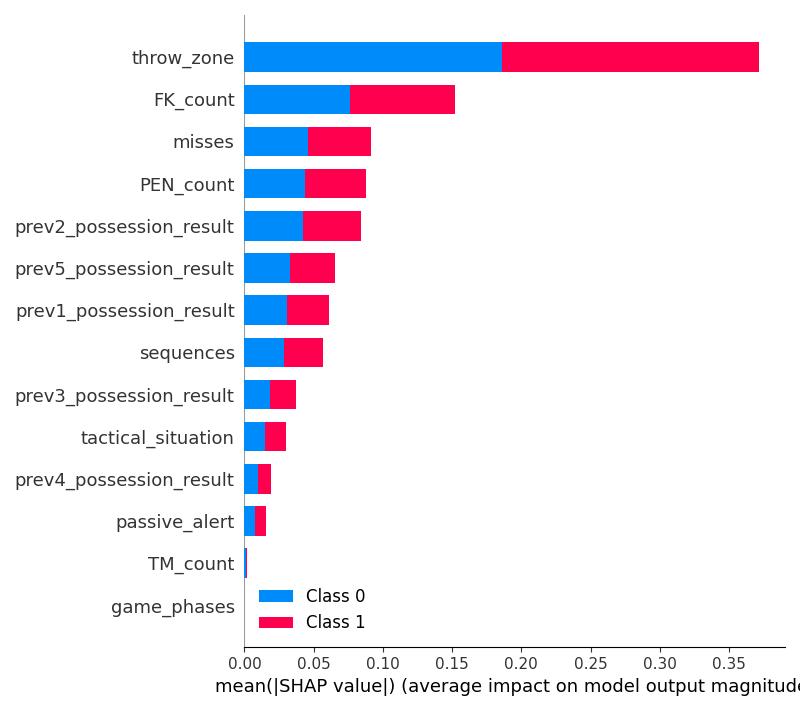 throw_zone
FK_count
misses
PEN_count
prev2_possession_result
prev5_possession_result
prev1_possession_result
sequences
prev3_possession_result
tactical_situation
prev4_possession_result
passive_alert
TM_count
game_phases
Class 0
Class 1
0.00 0.05 0.10 0.15 0.20 0.25 0.30 0.35
mean(|SHAP value|) (average impact on model output magnitude